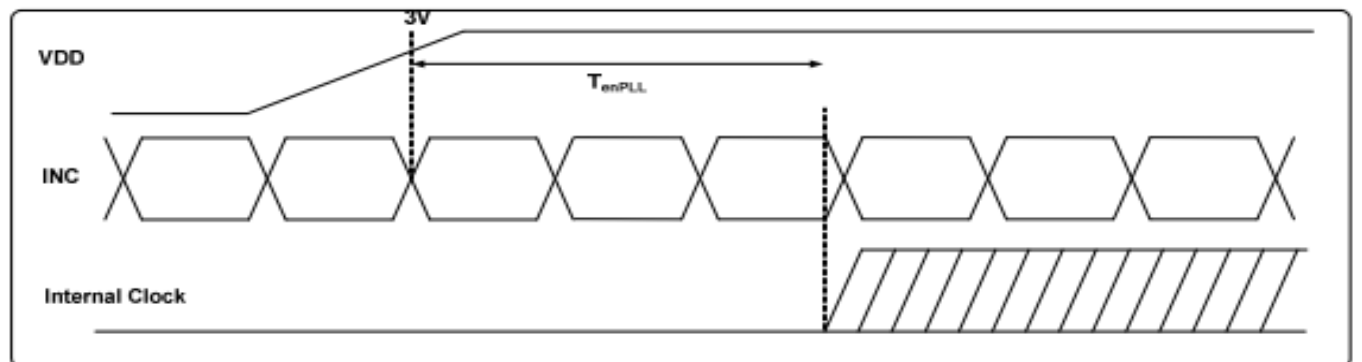 3V
VDD
TenPLL
INC
Internal Clock